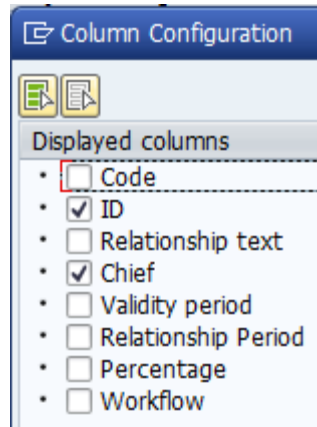 Column Configuration
Displayed columns
Code
ID
Relationship text
Chief
Validity period
Relationship Period
Percentage
Workflow